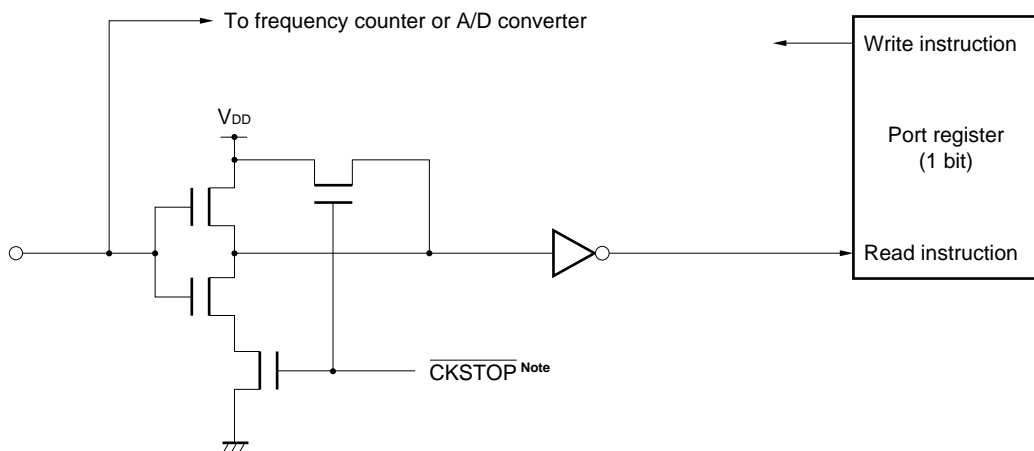 To frequency counter or A/D converter
Write instruction
VDD
Port register
(1 bit)
Read instruction
CKSTOP Note